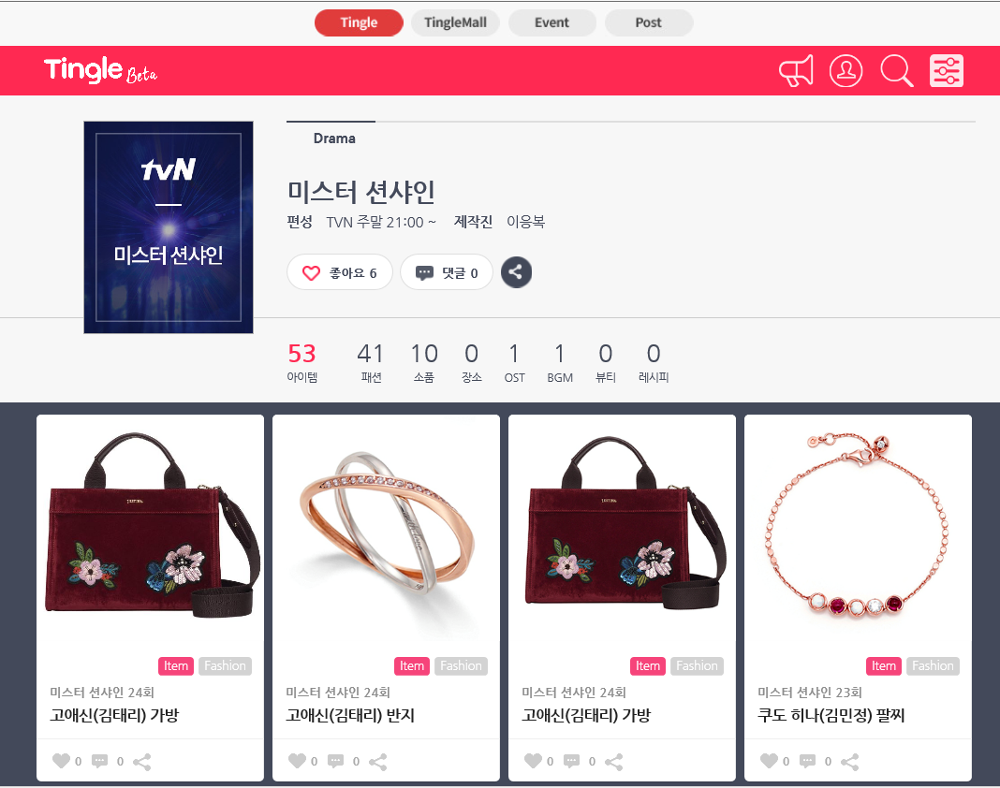 Tingle TingleMall Event Post
Tingle Beta
tvN
미스터 션샤인
Drama
미스터 션샤인
편성 TVN 주말 21:00 ~ 제작진 이응복
좋아요 6 댓글 0
53 41 10 0 1 1 0 0
아이템 패션 소품 장소 OST BGM 뷰티 레시피
Item Fashion
미스터 션샤인 24회
고애신(김태리) 가방
0 0
Item Fashion
미스터 션샤인 24회
고애신(김태리) 반지
0 0
Item Fashion
미스터 션샤인 24회
고애신(김태리) 가방
0 0
Item Fashion
미스터 션샤인 23회
쿠도 히나(김민정) 팔찌
0 0